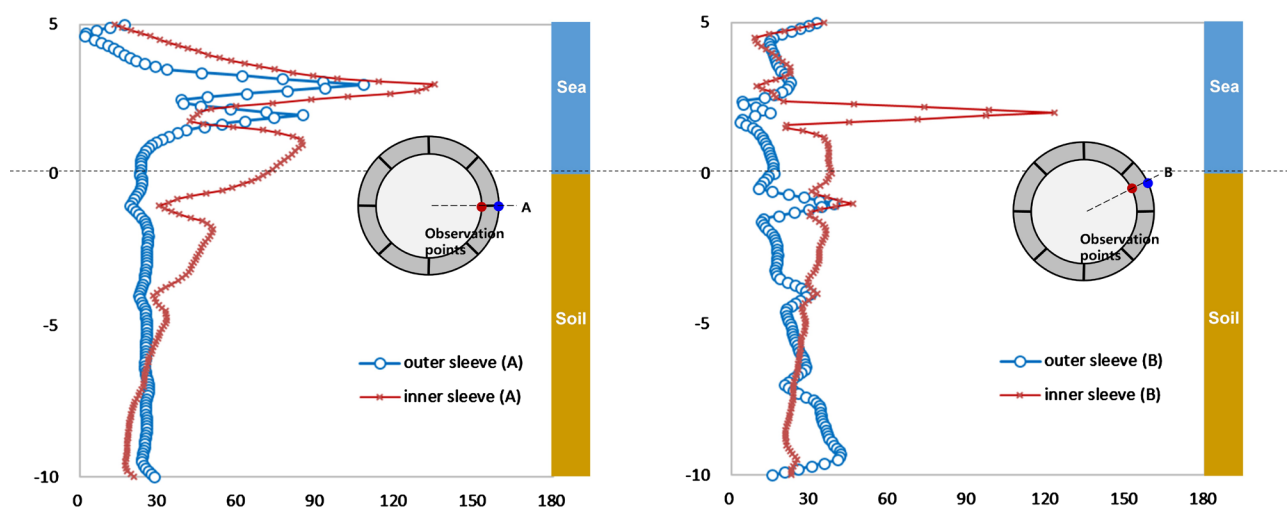 5
0
-5
-10
0
30
60
90
120
150
180
Sea
Soil
A
Observation
points
outer sleeve (A)
inner sleeve (A)
5
0
-5
-10
0
30
60
90
120
150
180
Sea
Soil
B
Observation
points
outer sleeve (B)
inner sleeve (B)